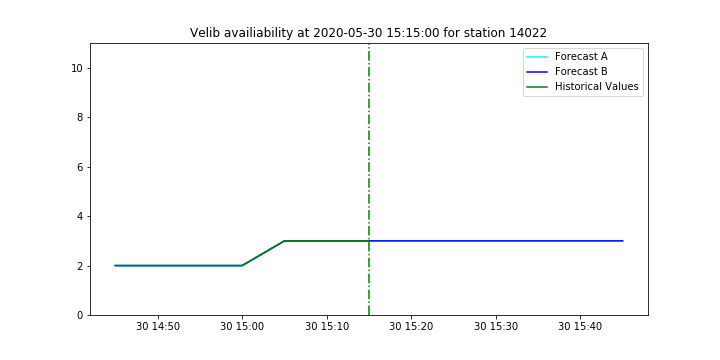 Velib availiability at 2020-05-30 15:15:00 for station 14022
Forecast A
Forecast B
Historical Values
10
8
6
4
2
0
30 14:50 30 15:00 30 15:10 30 15:20 30 15:30 30 15:40